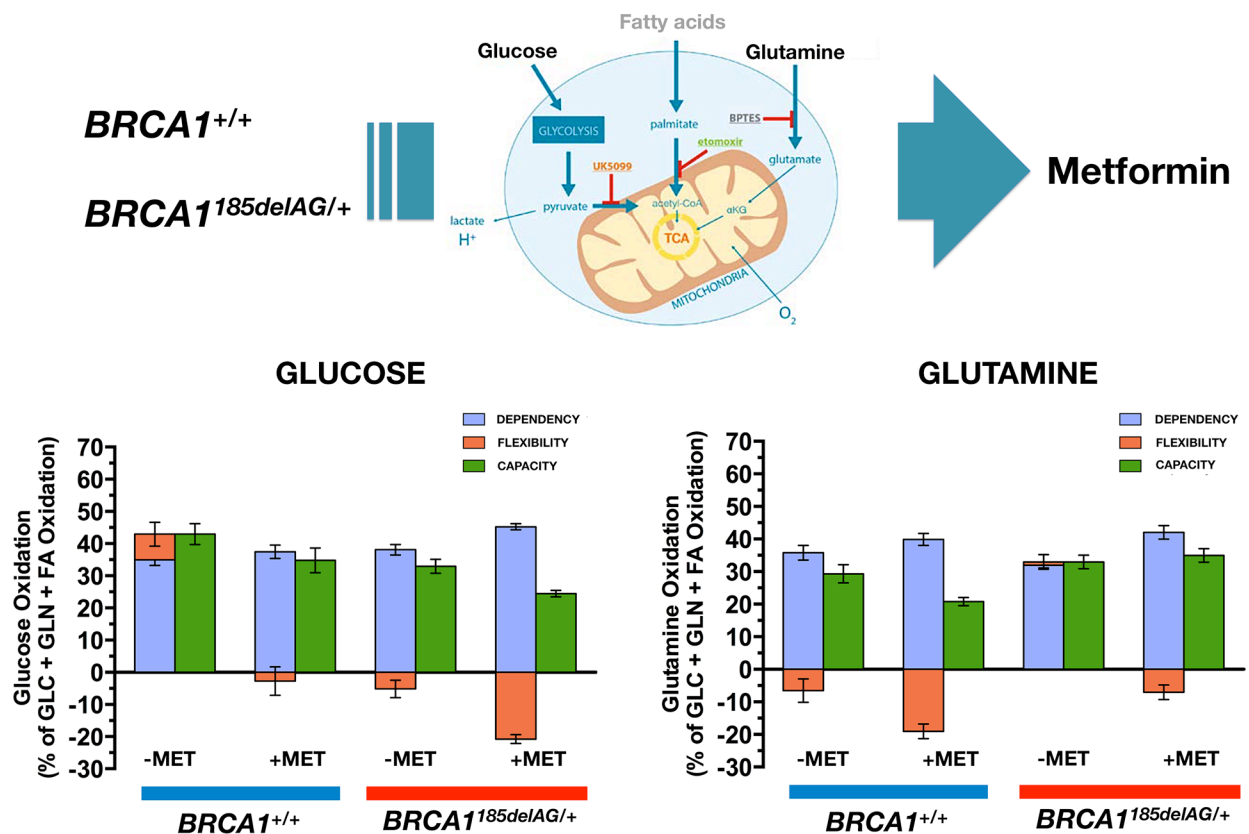 Fatty acids
Glucose
Glutamine
BRCA1+/+
BRCA1185delAG/+
GLYCOLYSIS
palmitate
BPTES
etomoxir
UK5099
glutamate
pyruvate
acetyl-CoA
αKG
lactate
H+
TCA
MITOCHONDRIA
O2
Metformin
GLUCOSE
DEPENDENCY
FLEXIBILITY
CAPACITY
Glucose Oxidation
(% of GLC + GLN + FA Oxidation)
70
60
50
40
30
20
10
0
-10
-20
-30
-MET
+MET
-MET
+MET
BRCA1+/+
BRCA1185delAG/+
GLUTAMINE
DEPENDENCY
FLEXIBILITY
CAPACITY
Glutamine Oxidation
(% of GLC + GLN + FA Oxidation)
70
60
50
40
30
20
10
0
-10
-20
-30
-MET
+MET
-MET
+MET
BRCA1+/+
BRCA1185delAG/+